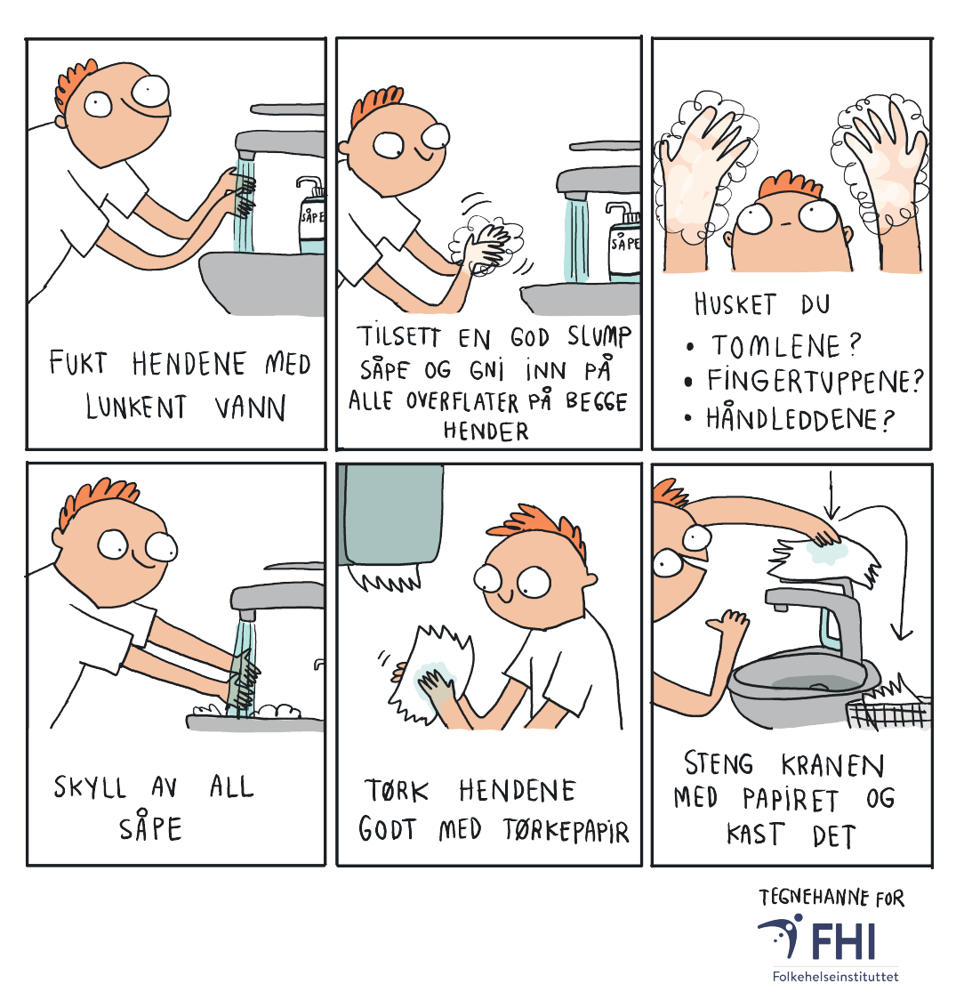 SÅPE
FUKT HENDENE MED
LUNKENT VANN
SÅPE
TILSETT EN GOD SLUMP
SÅPE OG GNI INN PÅ
ALLE OVERFLATER PÅ BEGGE
HENDER
HUSKET DU
• TOMLENE?
• FINGERTUPPENE?
• HÅNDLEDDENE?
SKYLL AV ALL
SÅPE
TØRK HENDENE
GODT MED TØRKEPAPIR
STENG KRANEN
MED PAPIRET OG
KAST DET
TEGNEHANNE FOR
FHI
Folkehelseinstituttet